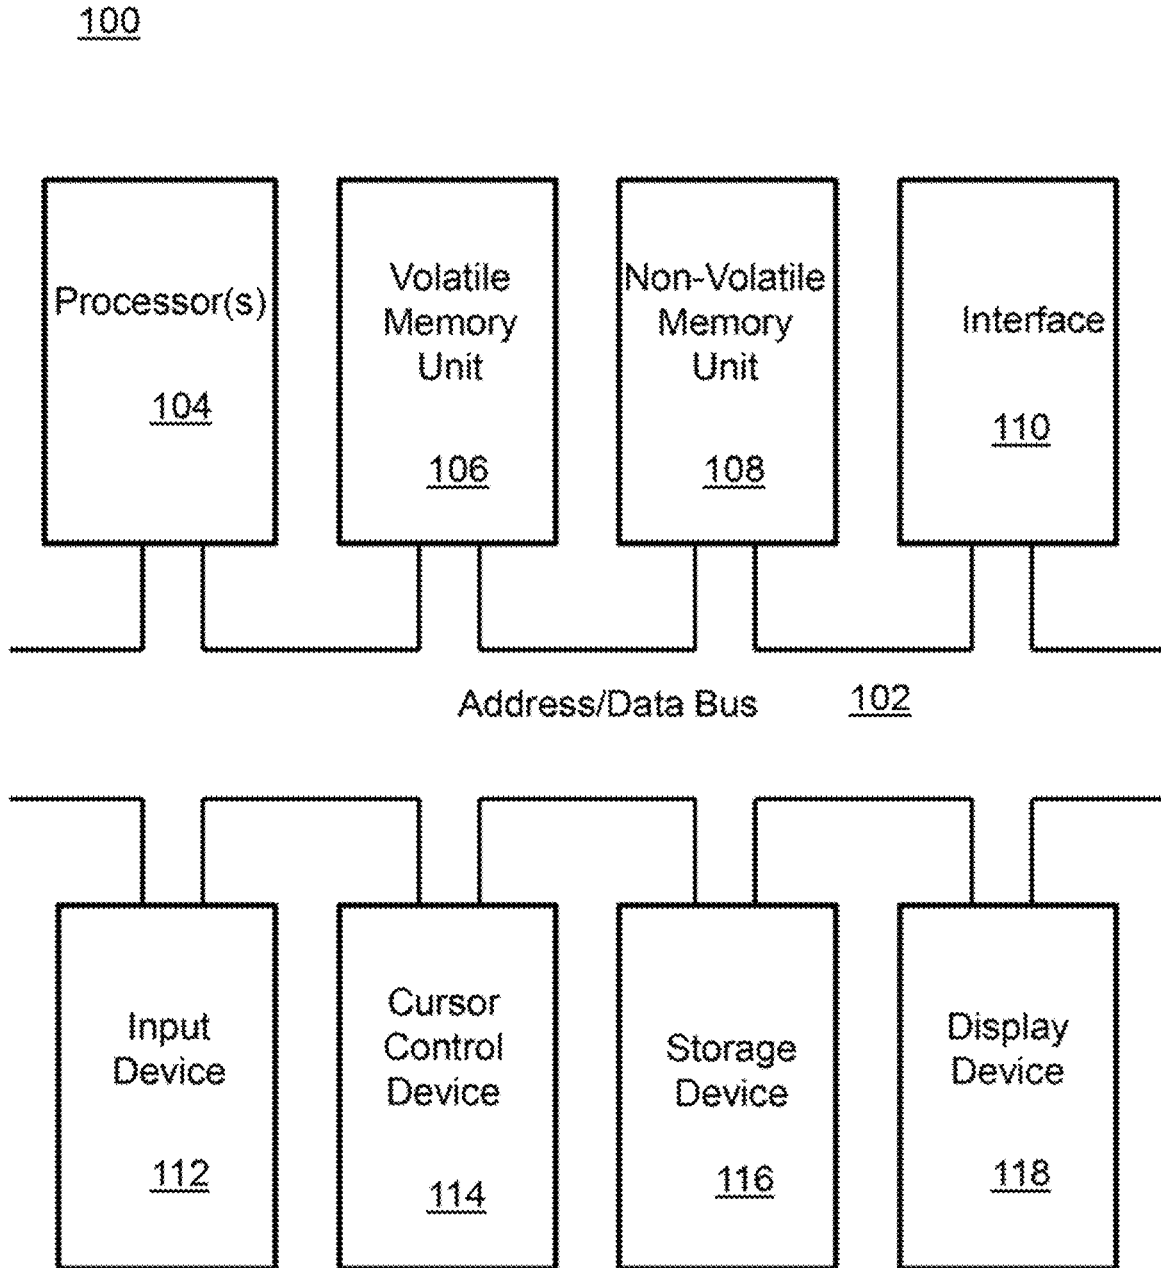 100
Processor(s)
104
Volatile
Memory
Unit
106
Non-Volatile
Memory
Unit
108
Interface
110
Address/Data Bus 102
Input
Device
112
Cursor
Control
Device
114
Storage
Device
116
Display
Device
118